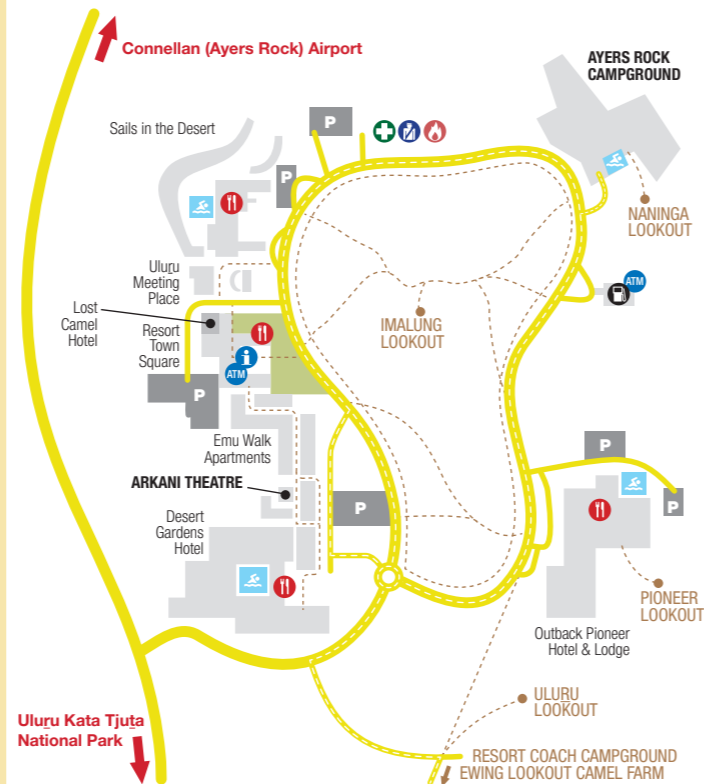 Connellan (Ayers Rock) Airport
AYERS ROCK
CAMPGROUND
Sails in the Desert
P
P
NANINGA
LOOKOUT
Uluṟu
Meeting
Place
ATM
Lost
Camel
Hotel
Resort
Town
Square
IMALUNG
LOOKOUT
i
ATM
P
Emu Walk
Apartments
P
ARKANI THEATRE
P
P
Desert
Gardens
Hotel
PIONEER
LOOKOUT
Outback Pioneer
Hotel & Lodge
ULUṞU
LOOKOUT
Uluṟu Kata Tjuṯa
National Park
RESORT COACH CAMPGROUND
EWING LOOKOUT CAMEL FARM